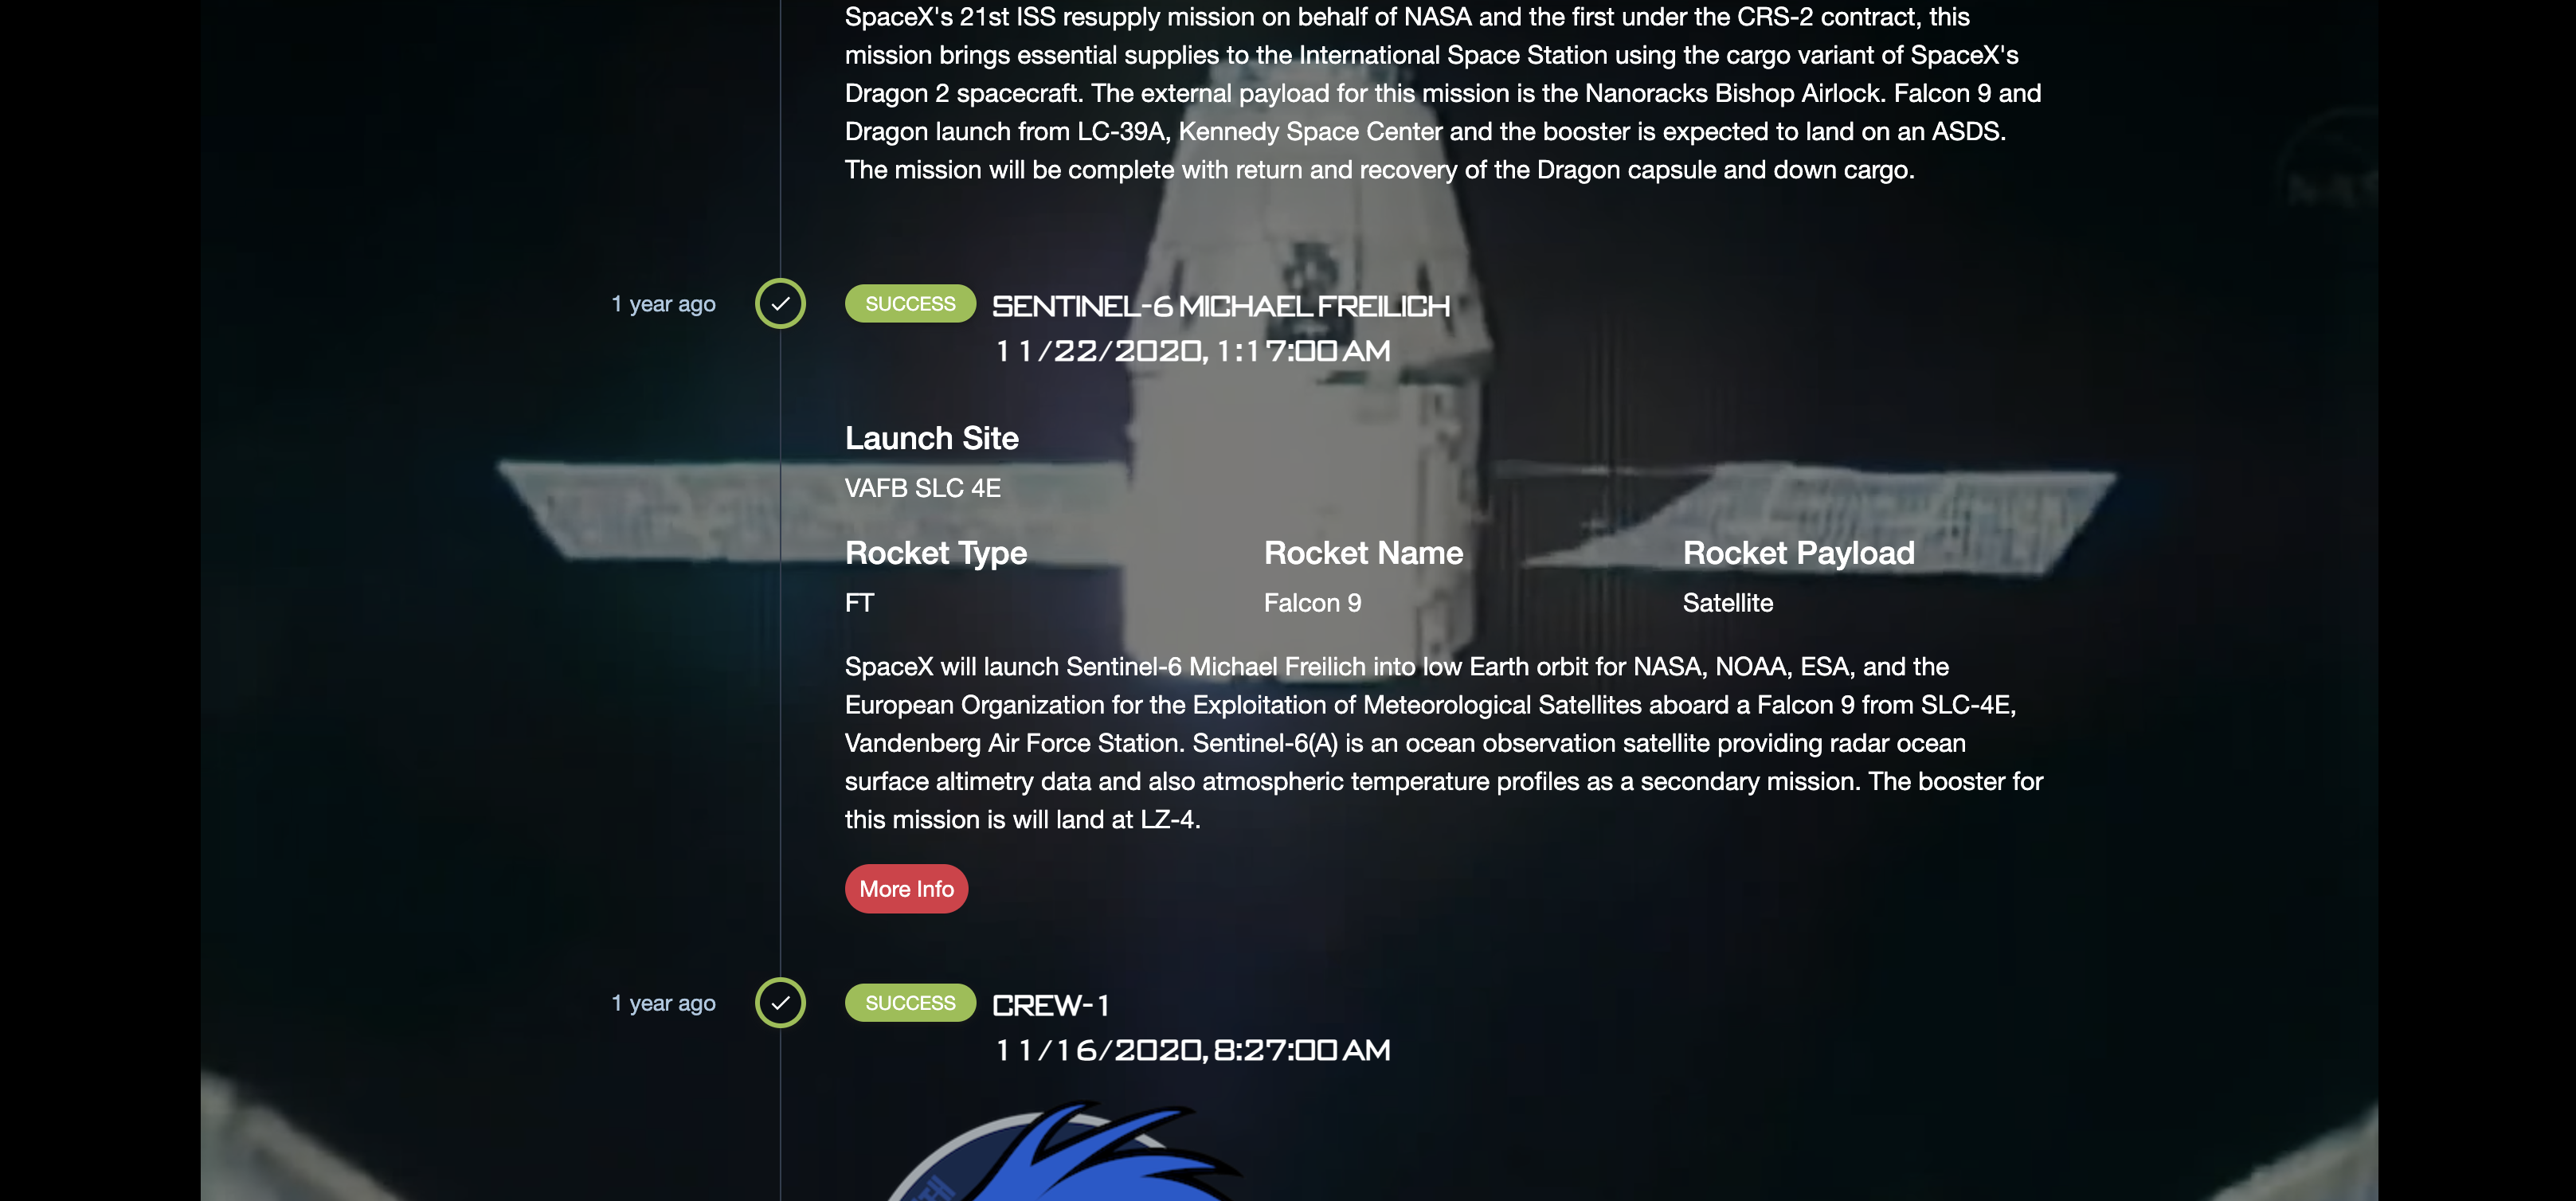 SpaceX's 21st ISS resupply mission on behalf of NASA and the first under the CRS-2 contract, this
mission brings essential supplies to the International Space Station using the cargo variant of SpaceX's
Dragon 2 spacecraft. The external payload for this mission is the Nanoracks Bishop Airlock. Falcon 9 and
Dragon launch from LC-39A, Kennedy Space Center and the booster is expected to land on an ASDS.
The mission will be complete with return and recovery of the Dragon capsule and down cargo.
1 year ago
SUCCESS
SENTINEL-6 MICHAEL FREILICH
11/22/2020, 1:17:00 AM
Launch Site
VAFB SLC 4E
Rocket Type
FT
Rocket Name
Falcon 9
Rocket Payload
Satellite
SpaceX will launch Sentinel-6 Michael Freilich into low Earth orbit for NASA, NOAA, ESA, and the
European Organization for the Exploitation of Meteorological Satellites aboard a Falcon 9 from SLC-4E,
Vandenberg Air Force Station. Sentinel-6(A) is an ocean observation satellite providing radar ocean
surface altimetry data and also atmospheric temperature profiles as a secondary mission. The booster for
this mission is will land at LZ-4.
More Info
1 year ago
SUCCESS
CREW-1
11/16/2020, 8:27:00 AM